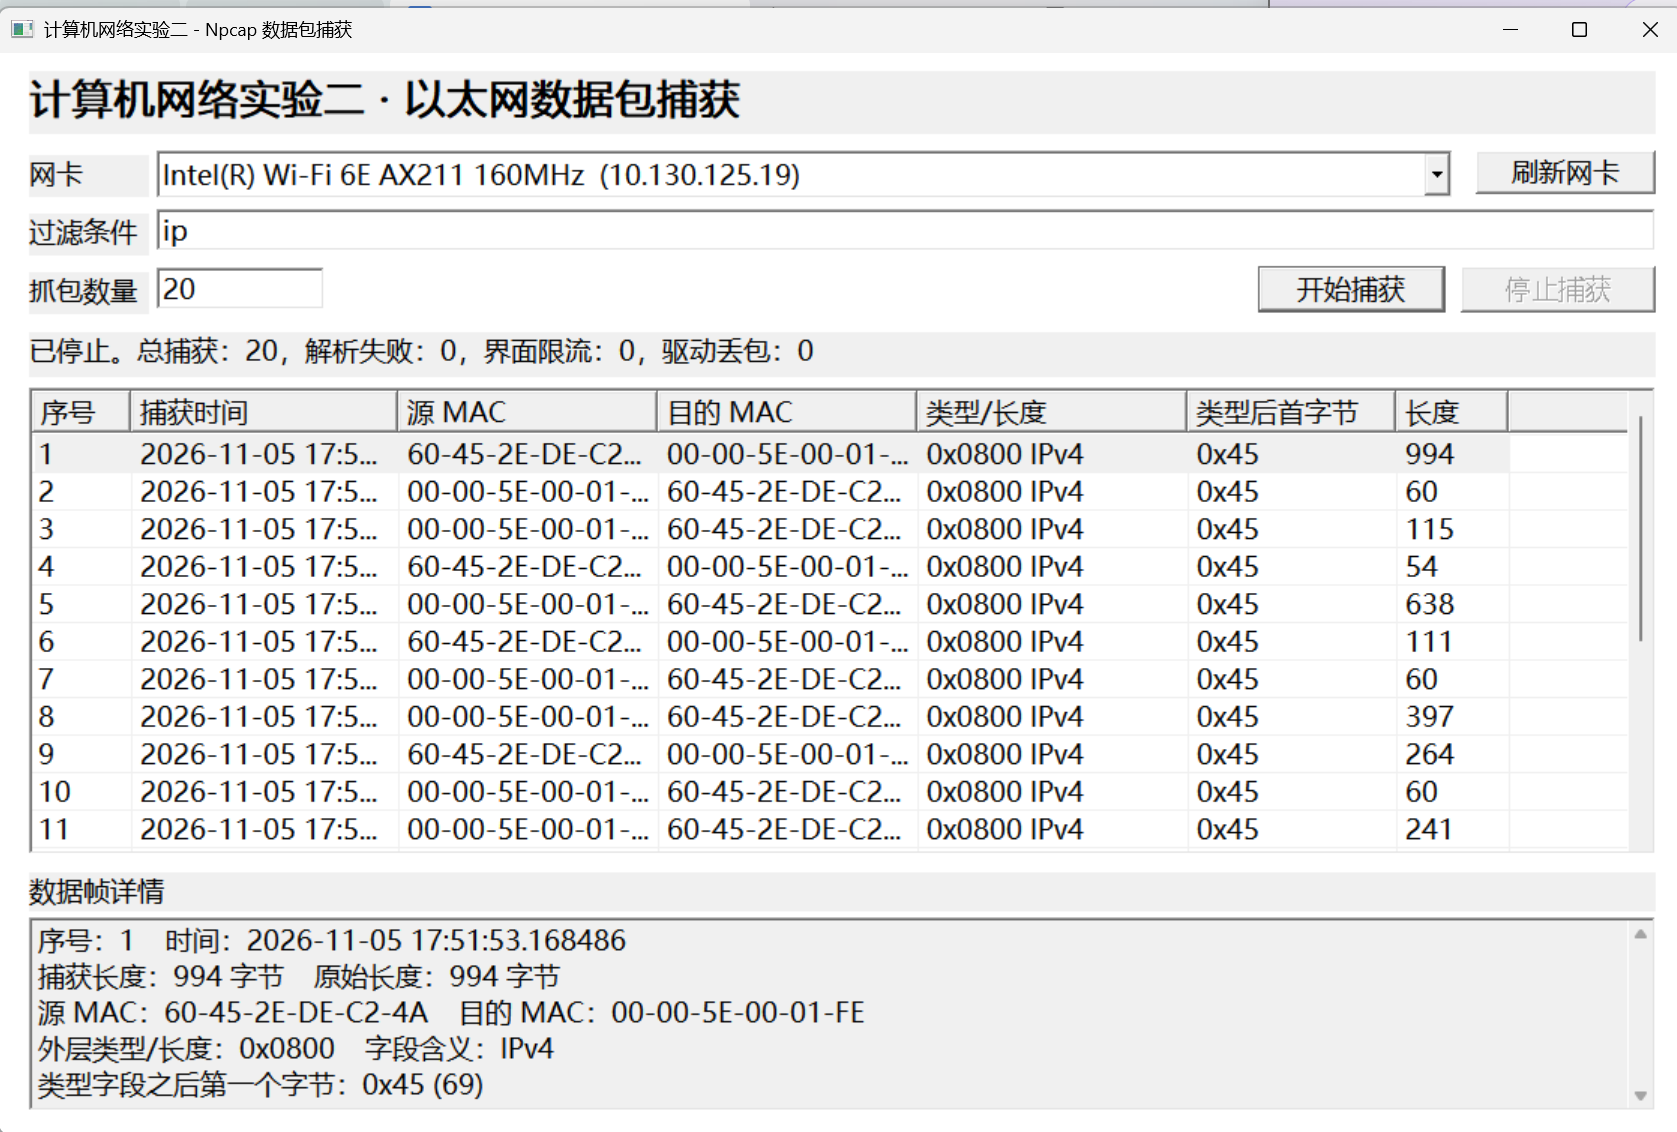 计算机网络实验二 - Npcap 数据包捕获
计算机网络实验二 · 以太网数据包捕获
网卡 Intel(R) Wi-Fi 6E AX211 160MHz (10.130.125.19) 刷新网卡
过滤条件 ip
抓包数量 20 开始捕获 停止捕获
已停止。总捕获：20，解析失败：0，界面限流：0，驱动丢包：0
序号 捕获时间 源 MAC 目的 MAC 类型/长度 类型后首字节 长度
1 2026-11-05 17:5... 60-45-2E-DE-C2... 00-00-5E-00-01-... 0x0800 IPv4 0x45 994
2 2026-11-05 17:5... 00-00-5E-00-01-... 60-45-2E-DE-C2... 0x0800 IPv4 0x45 60
3 2026-11-05 17:5... 00-00-5E-00-01-... 60-45-2E-DE-C2... 0x0800 IPv4 0x45 115
4 2026-11-05 17:5... 60-45-2E-DE-C2... 00-00-5E-00-01-... 0x0800 IPv4 0x45 54
5 2026-11-05 17:5... 00-00-5E-00-01-... 60-45-2E-DE-C2... 0x0800 IPv4 0x45 638
6 2026-11-05 17:5... 60-45-2E-DE-C2... 00-00-5E-00-01-... 0x0800 IPv4 0x45 111
7 2026-11-05 17:5... 00-00-5E-00-01-... 60-45-2E-DE-C2... 0x0800 IPv4 0x45 60
8 2026-11-05 17:5... 00-00-5E-00-01-... 60-45-2E-DE-C2... 0x0800 IPv4 0x45 397
9 2026-11-05 17:5... 60-45-2E-DE-C2... 00-00-5E-00-01-... 0x0800 IPv4 0x45 264
10 2026-11-05 17:5... 00-00-5E-00-01-... 60-45-2E-DE-C2... 0x0800 IPv4 0x45 60
11 2026-11-05 17:5... 00-00-5E-00-01-... 60-45-2E-DE-C2... 0x0800 IPv4 0x45 241
数据帧详情
序号：1 时间：2026-11-05 17:51:53.168486
捕获长度：994 字节 原始长度：994 字节
源 MAC：60-45-2E-DE-C2-4A 目的 MAC：00-00-5E-00-01-FE
外层类型/长度：0x0800 字段含义：IPv4
类型字段之后第一个字节：0x45 (69)